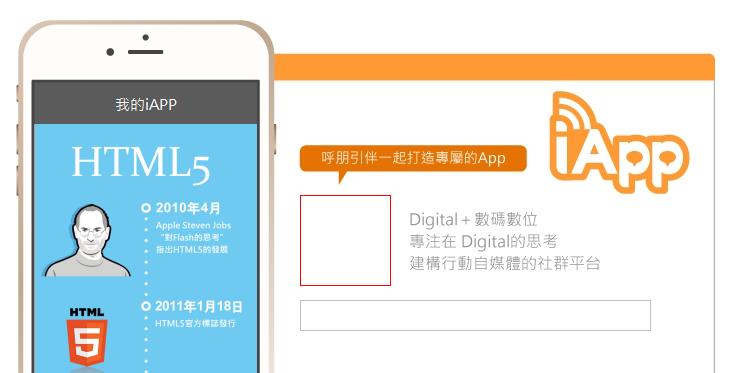 我的iAPP
HTML5
2010年4月
Apple Steven Jobs
“對Flash的思考”
指出HTML5的發展
HTML
5
2011年1月18日
HTML5官方標誌發行
iApp
呼朋引伴一起打造專屬的App
Digital + 數碼數位
專注在 Digital的思考
建構行動自媒體的社群平台